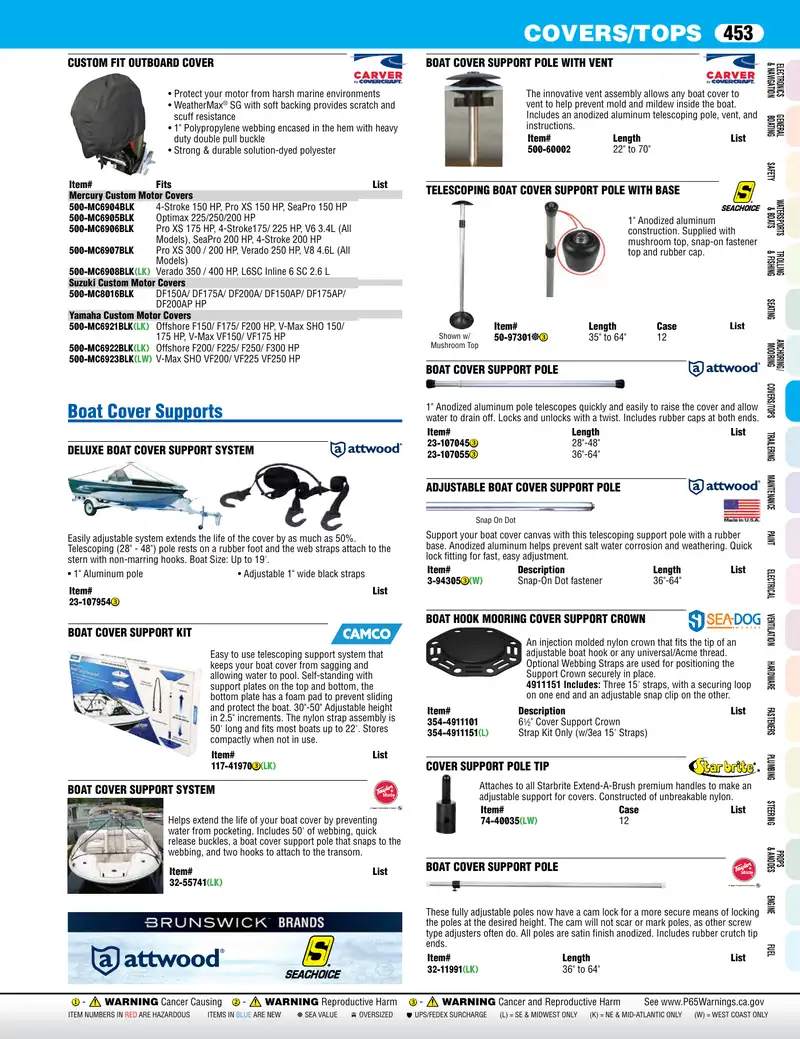 COVERS/TOPS 453
CUSTOM FIT OUTBOARD COVER
CARVER
by COVERCRAFT
• Protect your motor from harsh marine environments
• WeatherMax® SG with soft backing provides scratch and
scuff resistance
• 1" Polypropylene webbing encased in the hem with heavy
duty double pull buckle
• Strong & durable solution-dyed polyester
Item# Fits List
Mercury Custom Motor Covers
500-MC6904BLK 4-Stroke 150 HP, Pro XS 150 HP, SeaPro 150 HP
500-MC6905BLK Optimax 225/250/200 HP
500-MC6906BLK Pro XS 175 HP, 4-Stroke175/ 225 HP, V6 3.4L (All
Models), SeaPro 200 HP, 4-Stroke 200 HP
500-MC6907BLK Pro XS 300 / 200 HP, Verado 250 HP, V8 4.6L (All
Models)
500-MC6908BLK(LK) Verado 350 / 400 HP, L6SC Inline 6 SC 2.6 L
Suzuki Custom Motor Covers
500-MC8016BLK DF150A/ DF175A/ DF200A/ DF150AP/ DF175AP/
DF200AP HP
Yamaha Custom Motor Covers
500-MC6921BLK(LK) Offshore F150/ F175/ F200 HP, V-Max SHO 150/
175 HP, V-Max VF150/ VF175 HP
500-MC6922BLK(LK) Offshore F200/ F225/ F250/ F300 HP
500-MC6923BLK(LW) V-Max SHO VF200/ VF225 VF250 HP
Boat Cover Supports
DELUXE BOAT COVER SUPPORT SYSTEM
attwood®
Easily adjustable system extends the life of the cover by as much as 50%.
Telescoping (28" - 48") pole rests on a rubber foot and the web straps attach to the
stern with non-marring hooks. Boat Size: Up to 19'.
• 1" Aluminum pole • Adjustable 1" wide black straps
Item# List
23-107954 3
BOAT COVER SUPPORT KIT
CAMCO
Easy to use telescoping support system that
keeps your boat cover from sagging and
allowing water to pool. Self-standing with
support plates on the top and bottom, the
bottom plate has a foam pad to prevent sliding
and protect the boat. 30"-50" Adjustable height
in 2.5" increments. The nylon strap assembly is
50' long and fits most boats up to 22'. Stores
compactly when not in use.
Item# List
117-41970 3 (LK)
BOAT COVER SUPPORT SYSTEM
Taylor Made
Helps extend the life of your boat cover by preventing
water from pocketing. Includes 50' of webbing, quick
release buckles, a boat cover support pole that snaps to the
webbing, and two hooks to attach to the transom.
Item# List
32-55741(LK)
BRUNSWICK BRANDS
attwood®
S
SEACHOICE
BOAT COVER SUPPORT POLE WITH VENT
CARVER
by COVERCRAFT
The innovative vent assembly allows any boat cover to
vent to help prevent mold and mildew inside the boat.
Includes an anodized aluminum telescoping pole, vent, and
instructions.
Item# Length List
500-60002 22" to 70"
TELESCOPING BOAT COVER SUPPORT POLE WITH BASE
S
SEACHOICE
1" Anodized aluminum
construction. Supplied with
mushroom top, snap-on fastener
top and rubber cap.
Shown w/
Mushroom Top
Item# Length Case List
50-97301 3 35" to 64" 12
BOAT COVER SUPPORT POLE
attwood®
1" Anodized aluminum pole telescopes quickly and easily to raise the cover and allow
water to drain off. Locks and unlocks with a twist. Includes rubber caps at both ends.
Item# Length List
23-107045 3 28"-48"
23-107055 3 36"-64"
ADJUSTABLE BOAT COVER SUPPORT POLE
attwood®
Snap On Dot
Made in U.S.A.
Support your boat cover canvas with this telescoping support pole with a rubber
base. Anodized aluminum helps prevent salt water corrosion and weathering. Quick
lock fitting for fast, easy adjustment.
Item# Description Length List
3-94305 3 (W) Snap-On Dot fastener 36"-64"
BOAT HOOK MOORING COVER SUPPORT CROWN
SEA-DOG
An injection molded nylon crown that fits the tip of an
adjustable boat hook or any universal/Acme thread.
Optional Webbing Straps are used for positioning the
Support Crown securely in place.
4911151 Includes: Three 15' straps, with a securing loop
on one end and an adjustable snap clip on the other.
Item# Description List
354-4911101 6½" Cover Support Crown
354-4911151(L) Strap Kit Only (w/3ea 15' Straps)
COVER SUPPORT POLE TIP
Star brite®
Attaches to all Starbrite Extend-A-Brush premium handles to make an
adjustable support for covers. Constructed of unbreakable nylon.
Item# Case List
74-40035(LW) 12
BOAT COVER SUPPORT POLE
Taylor Made
These fully adjustable poles now have a cam lock for a more secure means of locking
the poles at the desired height. The cam will not scar or mark poles, as other screw
type adjusters often do. All poles are satin finish anodized. Includes rubber crutch tip
ends.
Item# Length List
32-11991(LK) 36" to 64"
ELECTRONICS
& NAVIGATION
GENERAL
BOATING
SAFETY
WATERSPORTS
& BOATS
TROLLING
& FISHING
SEATING
ANCHORING/
MOORING
COVERS/TOPS
TRAILERING
MAINTENANCE
PAINT
ELECTRICAL
VENTILATION
HARDWARE
FASTENERS
PLUMBING
STEERING
PROPS
& ANODES
ENGINE
FUEL
1 - WARNING Cancer Causing 2 - WARNING Reproductive Harm 3 - WARNING Cancer and Reproductive Harm See www.P65Warnings.ca.gov
ITEM NUMBERS IN RED ARE HAZARDOUS ITEMS IN BLUE ARE NEW SEA VALUE OVERSIZED UPS/FEDEX SURCHARGE (L) = SE & MIDWEST ONLY (K) = NE & MID-ATLANTIC ONLY (W) = WEST COAST ONLY